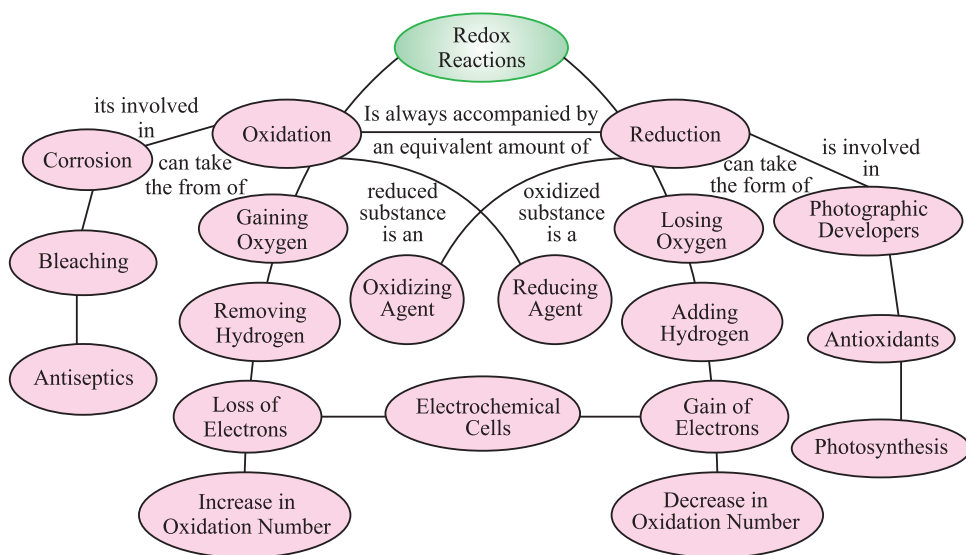 Redox
Reactions
its involved
in
Oxidation
Is always accompanied by
an equivalent amount of
Reduction
is involved
in
Corrosion
can take
the from of
can take
the form of
Gaining
Oxygen
reduced
substance
is an
oxidized
substance
is a
Losing
Oxygen
Photographic
Developers
Bleaching
Oxidizing
Agent
Reducing
Agent
Removing
Hydrogen
Adding
Hydrogen
Antioxidants
Antiseptics
Loss of
Electrons
Electrochemical
Cells
Gain of
Electrons
Photosynthesis
Increase in
Oxidation Number
Decrease in
Oxidation Number